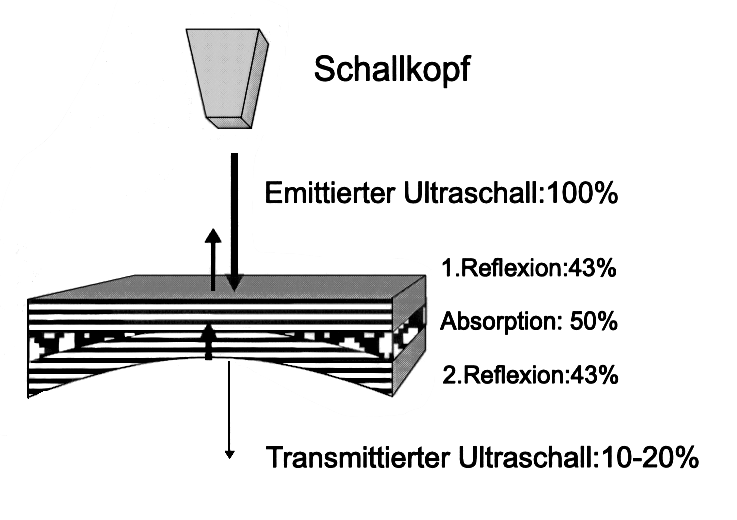 Schallkopf
Emittierter Ultraschall:100%
1.Reflexion:43%
Absorption: 50%
2.Reflexion:43%
Transmittierter Ultraschall:10-20%